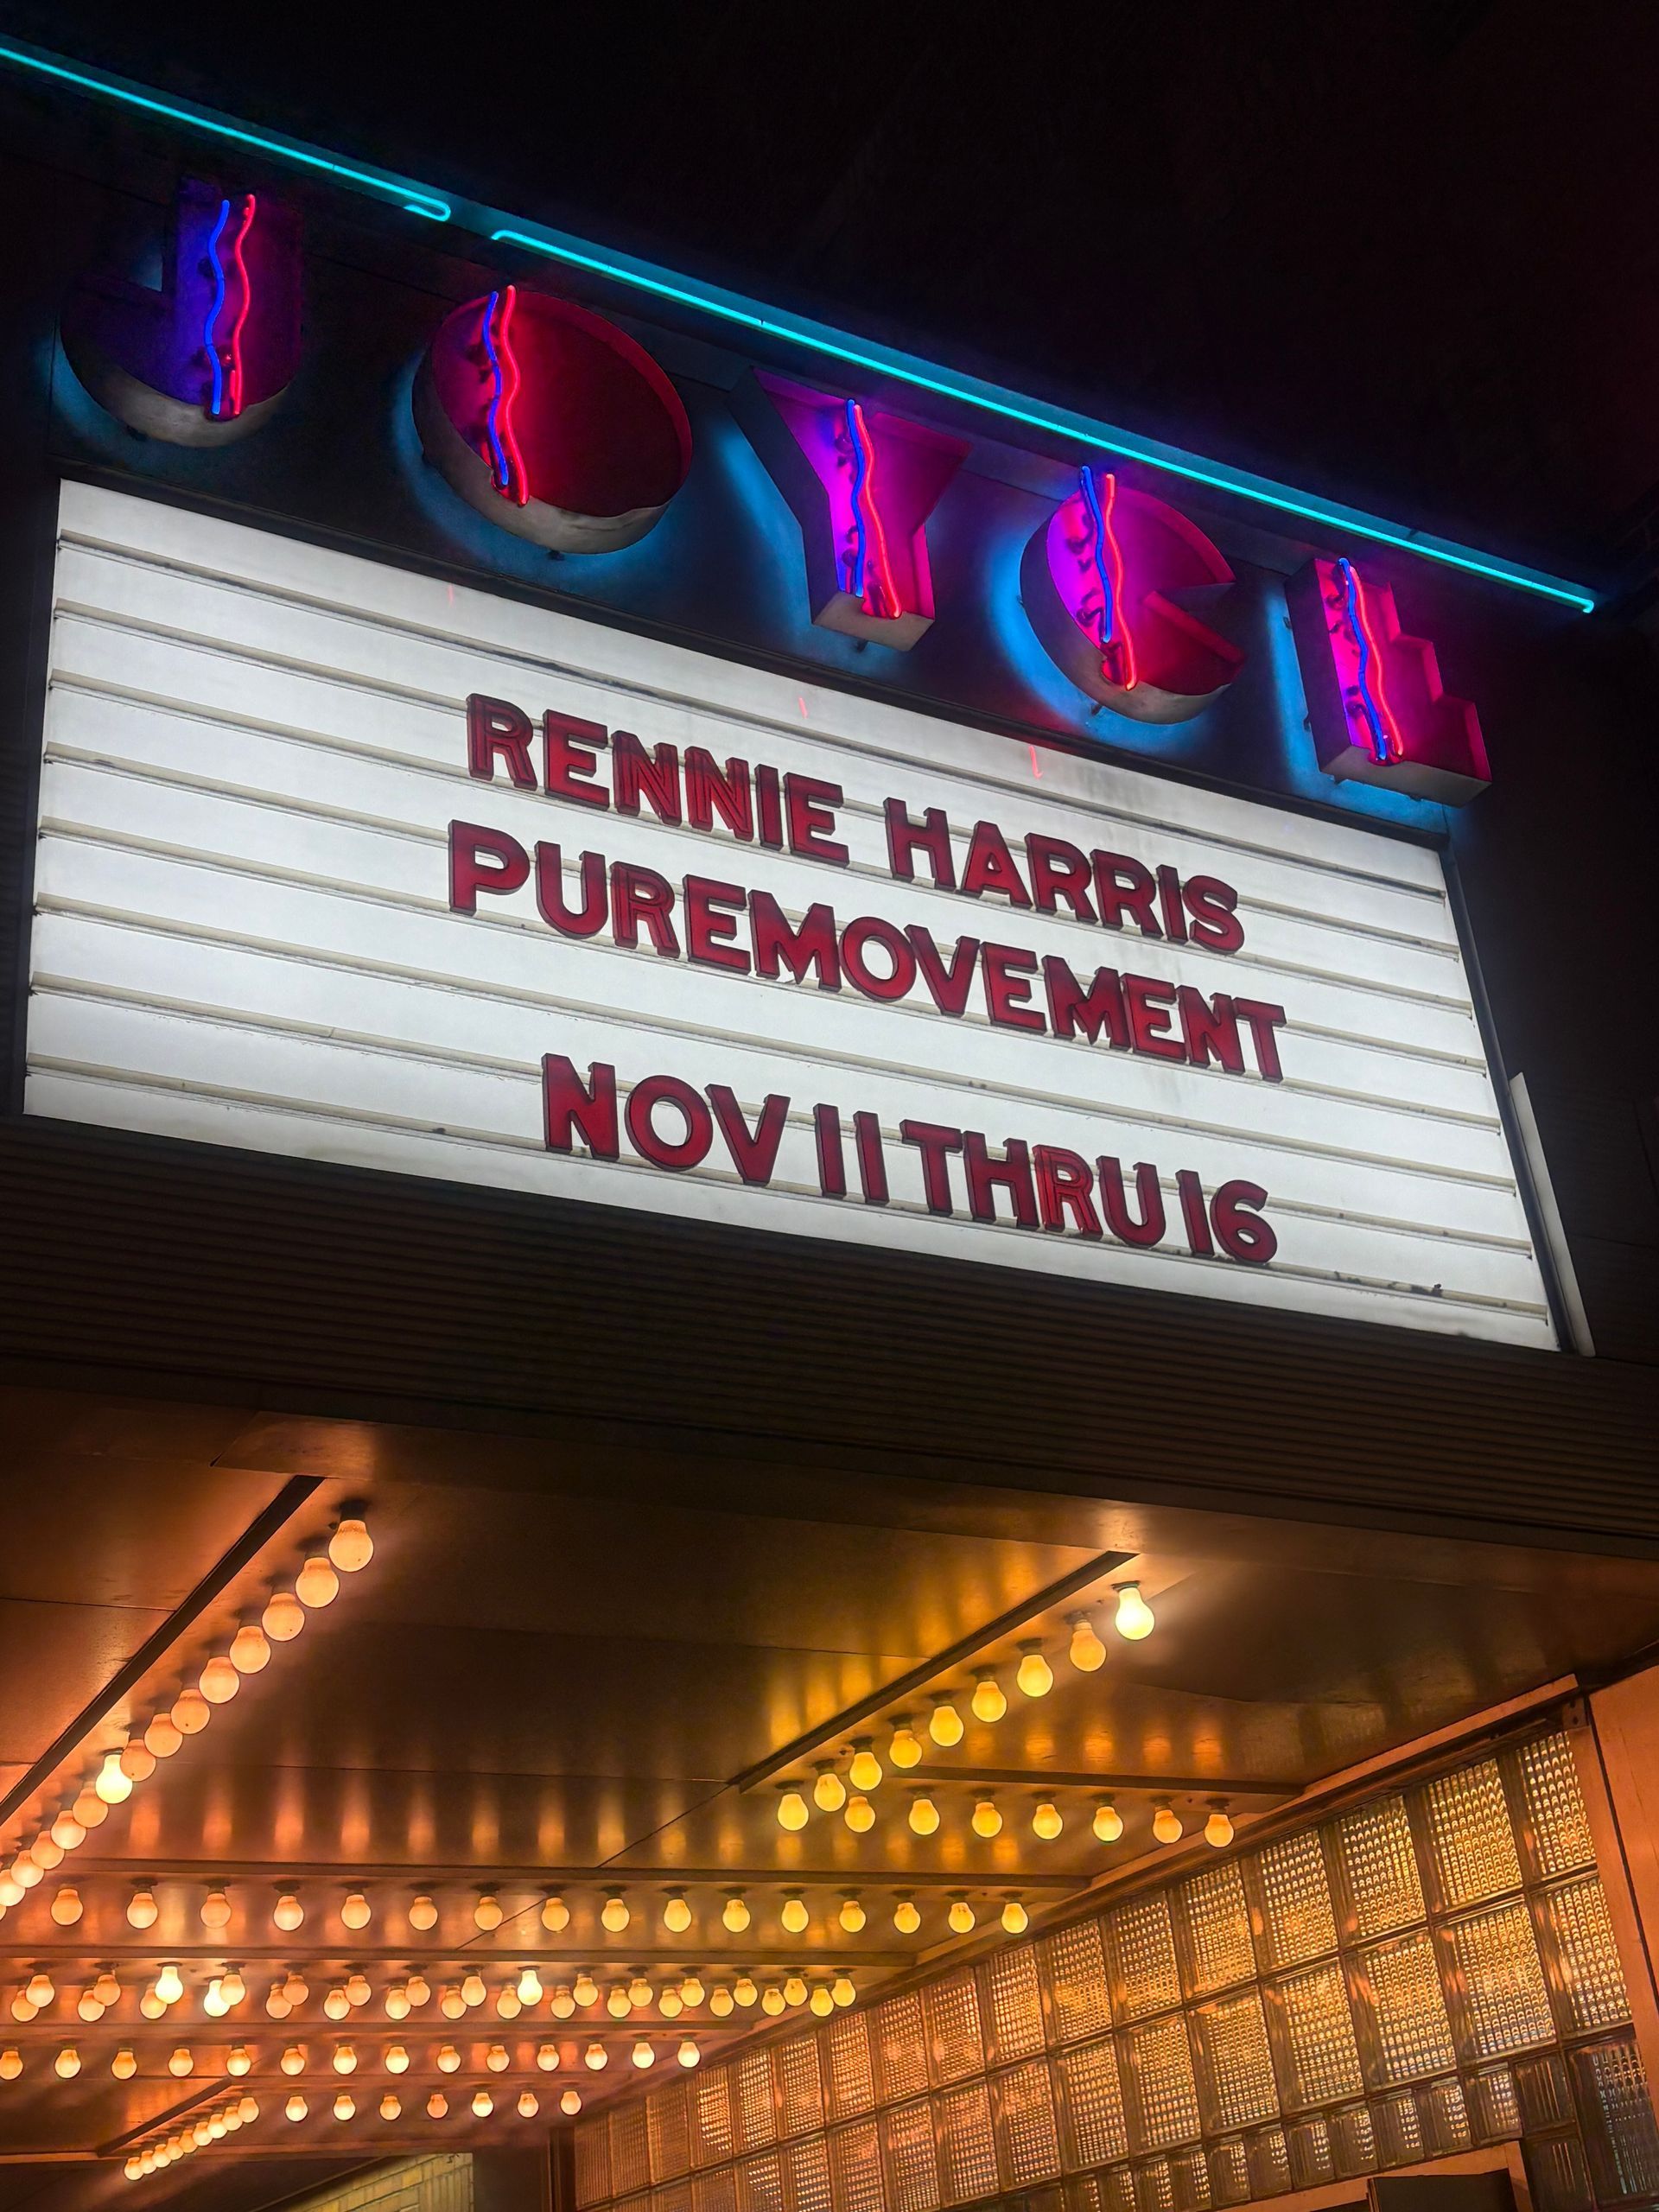 JOYCE
RENNIE HARRIS
PUREMOVEMENT
NOV 11 THRU 16